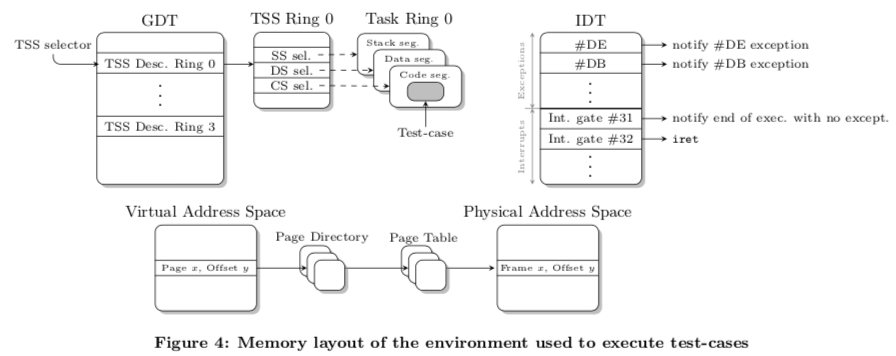 GDT
TSS Ring 0
Task Ring 0
IDT
TSS selector
TSS Desc. Ring 0
TSS Desc. Ring 3
SS sel.
DS sel.
CS sel.
Stack seg.
Data seg.
Code seg.
Test-case
Exceptions
Interrupts
#DE
notify #DE exception
#DB
notify #DB exception
Int. gate #31
notify end of exec. with no except.
Int. gate #32
iret
Virtual Address Space
Page x, Offset y
Page Directory
Page Table
Physical Address Space
Frame x, Offset y
Figure 4: Memory layout of the environment used to execute test-cases